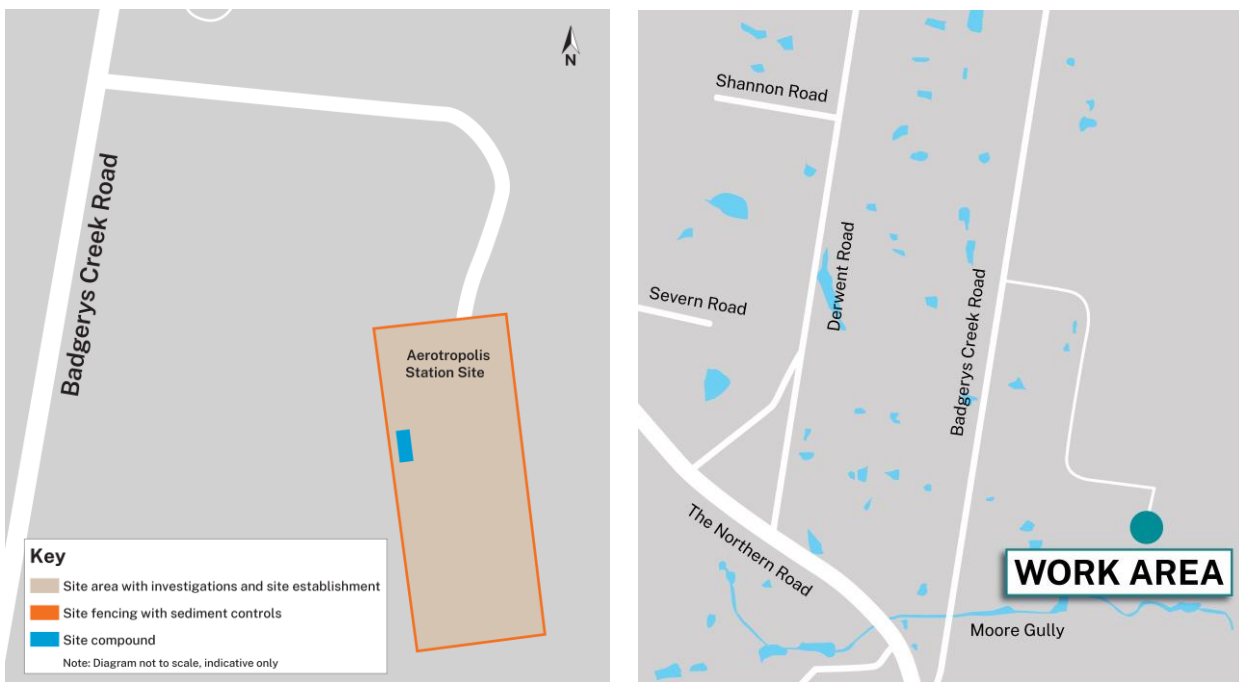 N
Badgerys Creek Road
Aerotropolis
Station Site
Key
Site area with investigations and site establishment
Site fencing with sediment controls
Site compound
Note: Diagram not to scale, indicative only
Shannon Road
Derwent Road
Severn Road
Badgerys Creek Road
The Northern Road
WORK AREA
Moore Gully